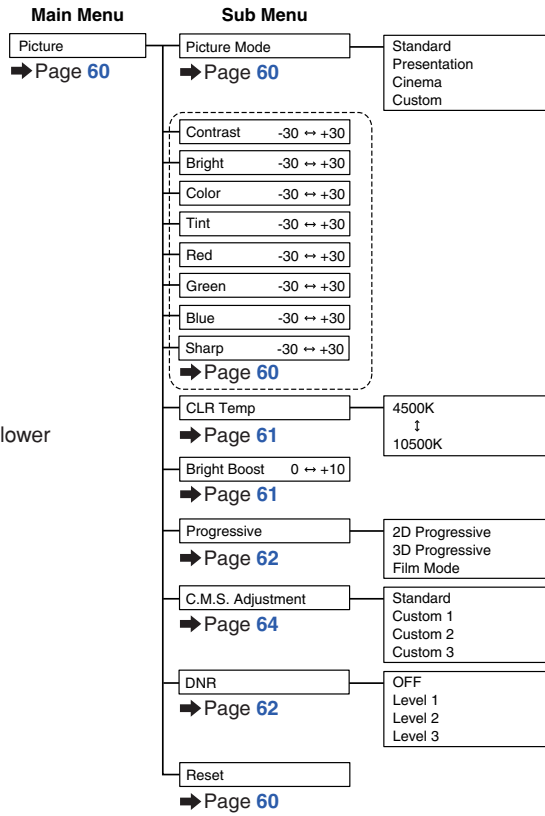 Main Menu Sub Menu
Picture Picture Mode Standard
➡ Page 60 ➡ Page 60 Presentation
Cinema
Custom
Contrast -30 ↔ +30
Bright -30 ↔ +30
Color -30 ↔ +30
Tint -30 ↔ +30
Red -30 ↔ +30
Green -30 ↔ +30
Blue -30 ↔ +30
Sharp -30 ↔ +30
➡ Page 60
CLR Temp 4500K
↕
lower ➡ Page 61 10500K
Bright Boost 0 ↔ +10
➡ Page 61
Progressive 2D Progressive
➡ Page 62 3D Progressive
Film Mode
C.M.S. Adjustment Standard
➡ Page 64 Custom 1
Custom 2
Custom 3
DNR OFF
➡ Page 62 Level 1
Level 2
Level 3
Reset
➡ Page 60